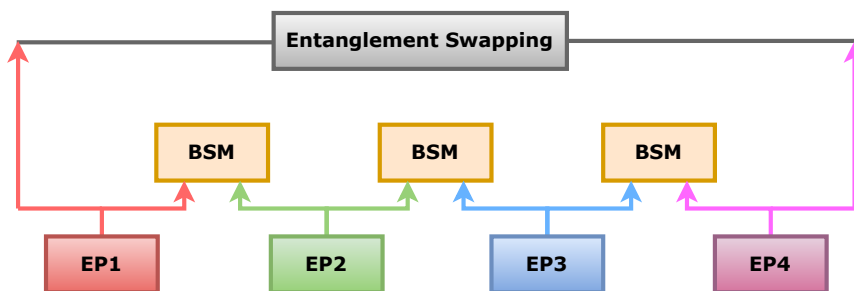 Entanglement Swapping
BSM
BSM
BSM
EP1
EP2
EP3
EP4